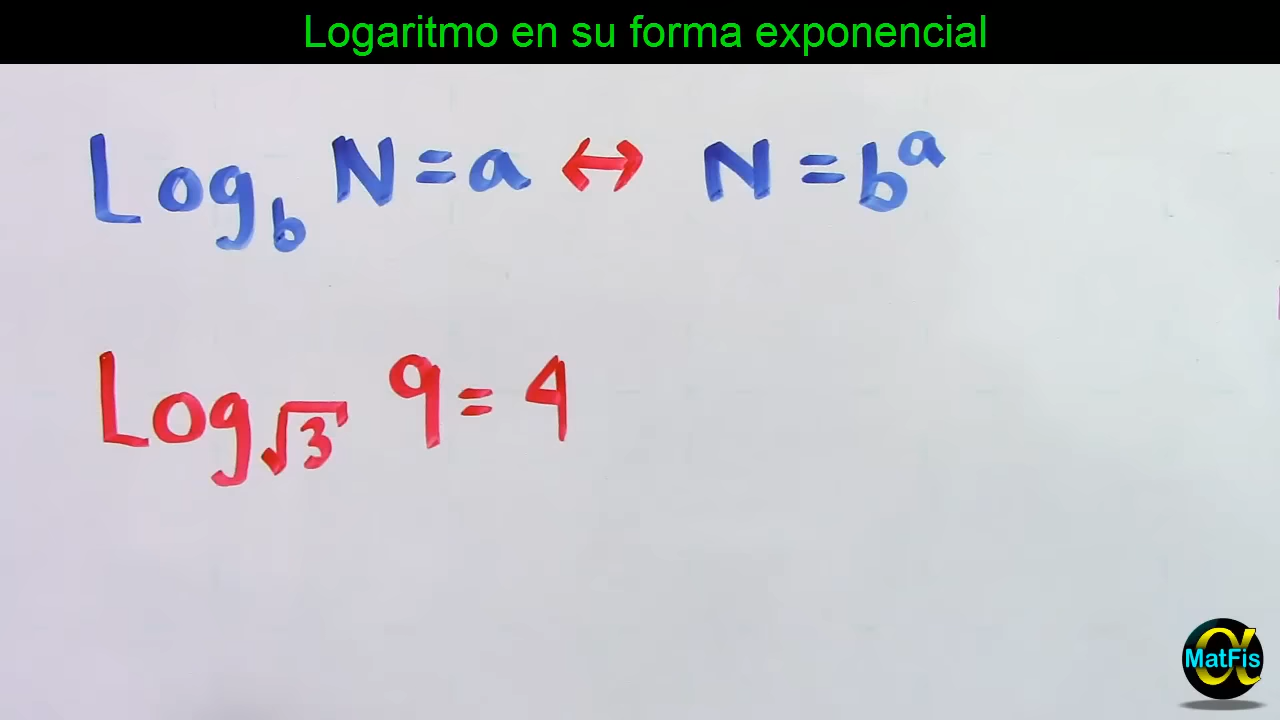 Logaritmo en su forma exponencial
Log_b N = a ↔ N = b^a
Log_√3 9 = 4
MatFis